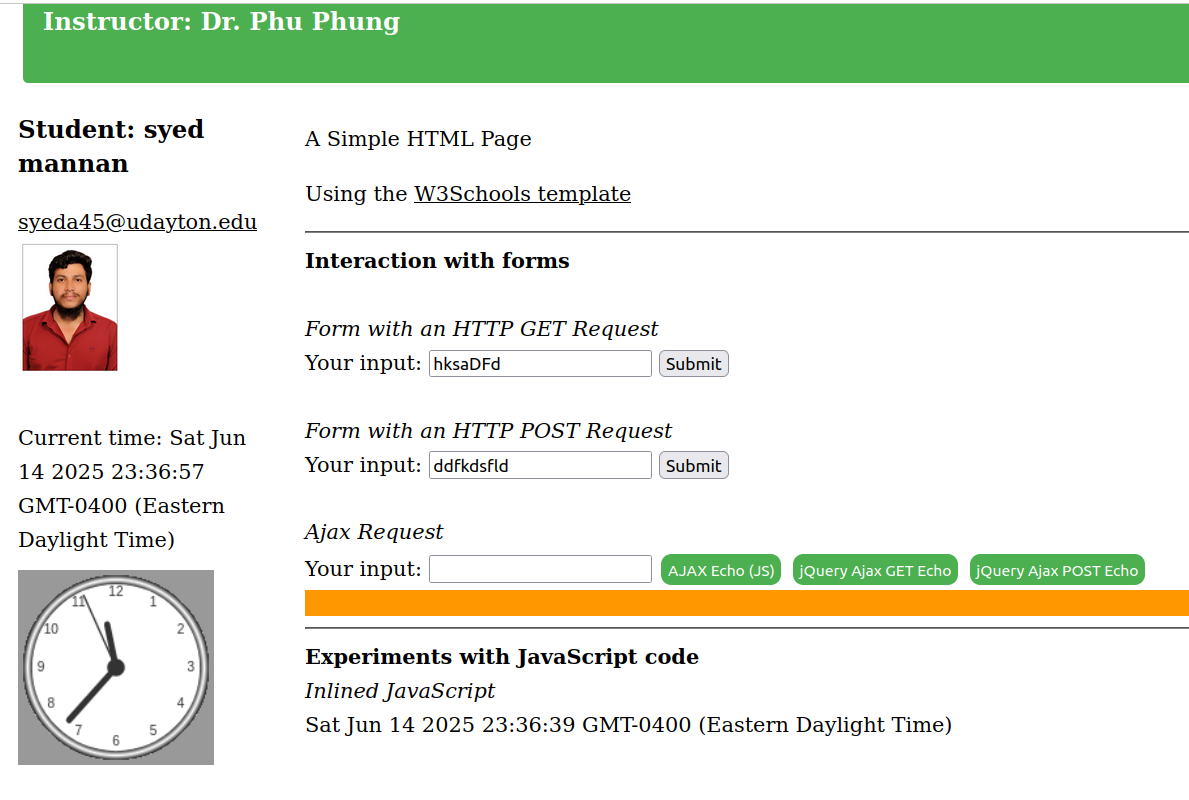 Instructor: Dr. Phu Phung
Student: syed
mannan
syeda45@udayton.edu
Current time: Sat Jun
14 2025 23:36:57
GMT-0400 (Eastern
Daylight Time)
12
1
2
3
4
5
6
7
8
9
10
11
A Simple HTML Page
Using the W3Schools template
Interaction with forms
Form with an HTTP GET Request
Your input: hksaDFd Submit
Form with an HTTP POST Request
Your input: ddfkdsfld Submit
Ajax Request
Your input: AJAX Echo (JS) jQuery Ajax GET Echo jQuery Ajax POST Echo
Experiments with JavaScript code
Inlined JavaScript
Sat Jun 14 2025 23:36:39 GMT-0400 (Eastern Daylight Time)